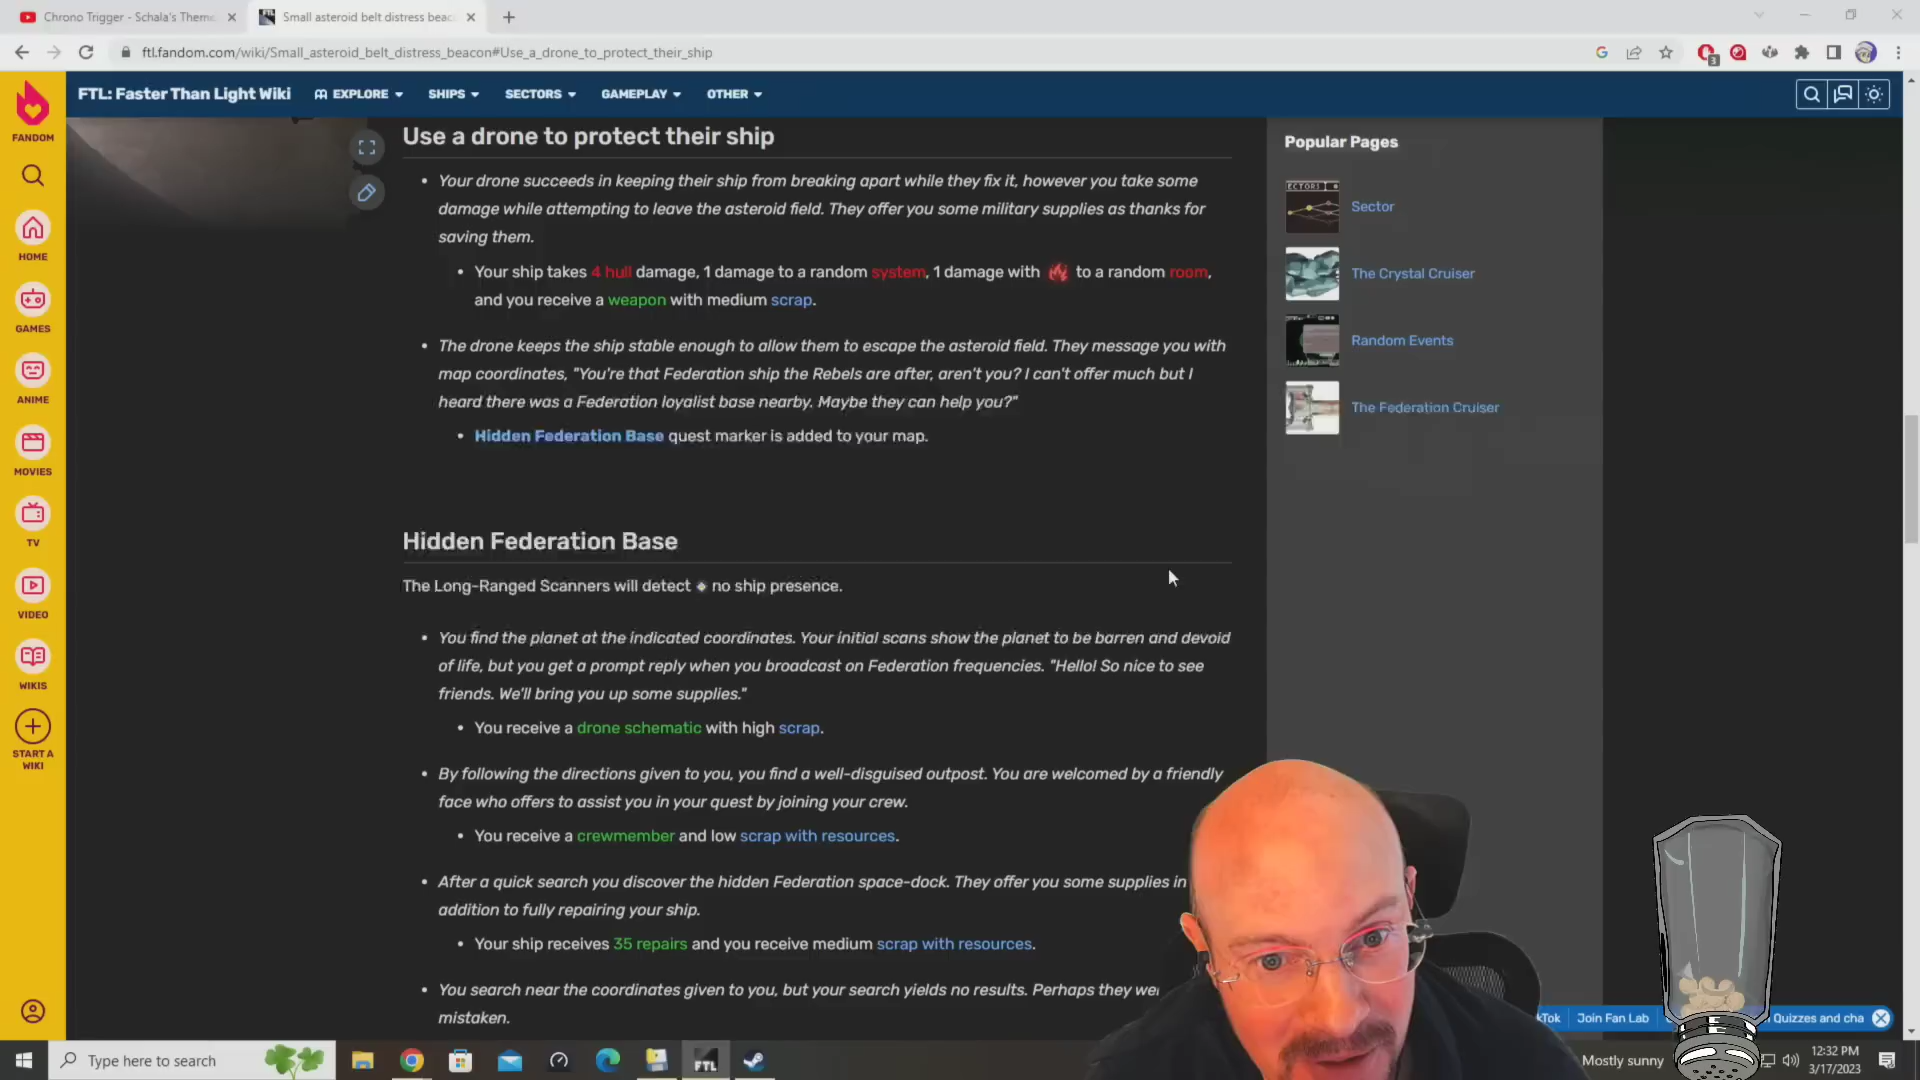 Chrono Trigger - Schala's Theme
Small asteroid belt distress beac
ftl.fandom.com/wiki/Small_asteroid_belt_distress_beacon#Use_a_drone_to_protect_their_ship
3
FANDOM
FTL: Faster Than Light Wiki
EXPLORE
SHIPS
SECTORS
GAMEPLAY
OTHER
HOME
GAMES
ANIME
MOVIES
TV
VIDEO
WIKIS
START A
WIKI
Use a drone to protect their ship
Your drone succeeds in keeping their ship from breaking apart while they fix it, however you take some
damage while attempting to leave the asteroid field. They offer you some military supplies as thanks for
saving them.
Your ship takes 4 hull damage, 1 damage to a random system, 1 damage with to a random room,
and you receive a weapon with medium scrap.
The drone keeps the ship stable enough to allow them to escape the asteroid field. They message you with
map coordinates, "You're that Federation ship the Rebels are after, aren't you? I can't offer much but I
heard there was a Federation loyalist base nearby. Maybe they can help you?"
Hidden Federation Base quest marker is added to your map.
Hidden Federation Base
The Long-Ranged Scanners will detect no ship presence.
You find the planet at the indicated coordinates. Your initial scans show the planet to be barren and devoid
of life, but you get a prompt reply when you broadcast on Federation frequencies. "Hello! So nice to see
friends. We'll bring you up some supplies."
You receive a drone schematic with high scrap.
By following the directions given to you, you find a well-disguised outpost. You are welcomed by a friendly
face who offers to assist you in your quest by joining your crew.
You receive a crewmember and low scrap with resources.
After a quick search you discover the hidden Federation space-dock. They offer you some supplies in
addition to fully repairing your ship.
Your ship receives 35 repairs and you receive medium scrap with resources.
You search near the coordinates given to you, but your search yields no results. Perhaps they we
mistaken.
Popular Pages
ECTORS
Sector
The Crystal Cruiser
Random Events
The Federation Cruiser
kTok
Join Fan Lab
Quizzes and cha
Type here to search
FTL
Mostly sunny
12:32 PM
3/17/2023